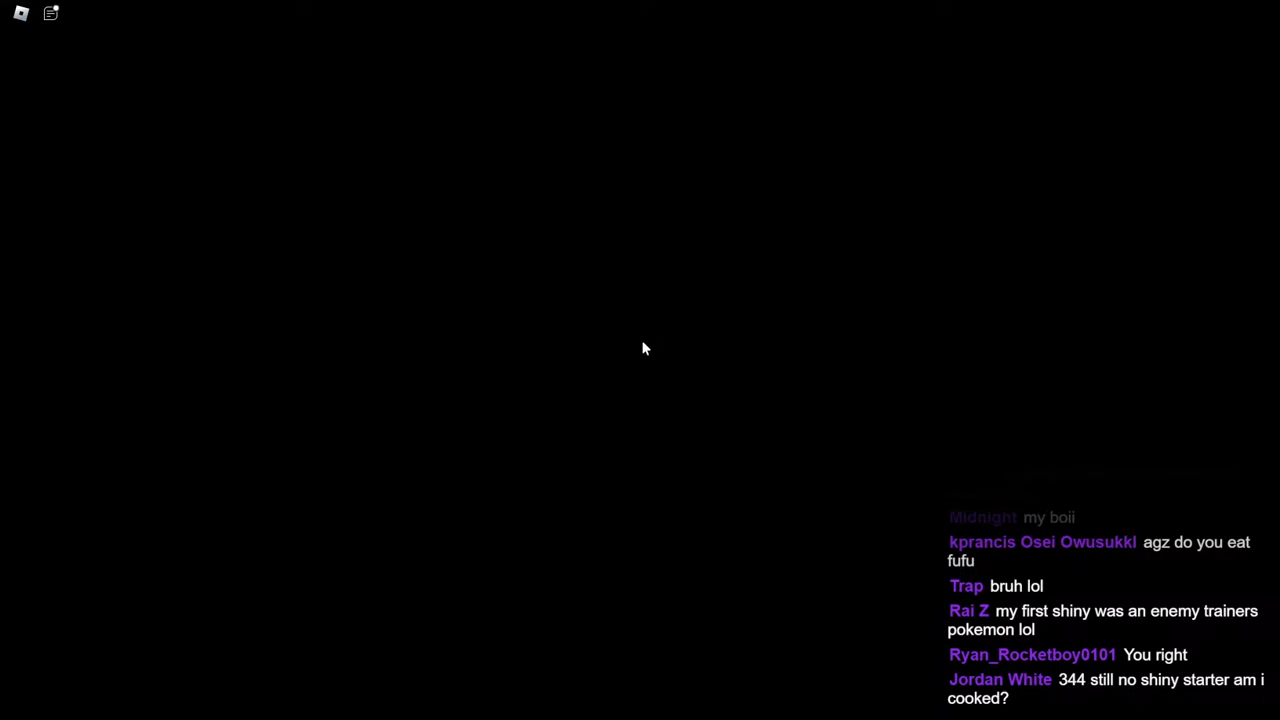 Midnight my boii
kprancis Osei Owusukkl agz do you eat
fufu
Trap bruh lol
Rai Z my first shiny was an enemy trainers
pokemon lol
Ryan_Rocketboy0101 You right
Jordan White 344 still no shiny starter am i
cooked?